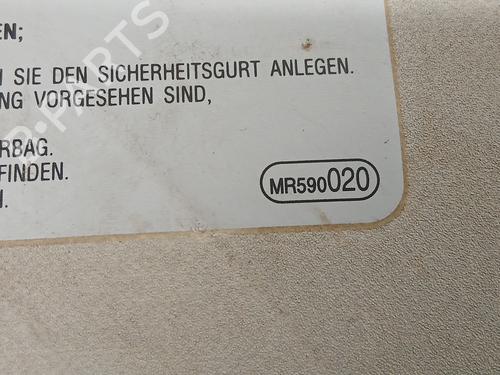 EN;
SIE DEN SICHERHEITSGURT ANLEGEN.
NG VORGESEHEN SIND,
RBAG.
FINDEN.
MR590020